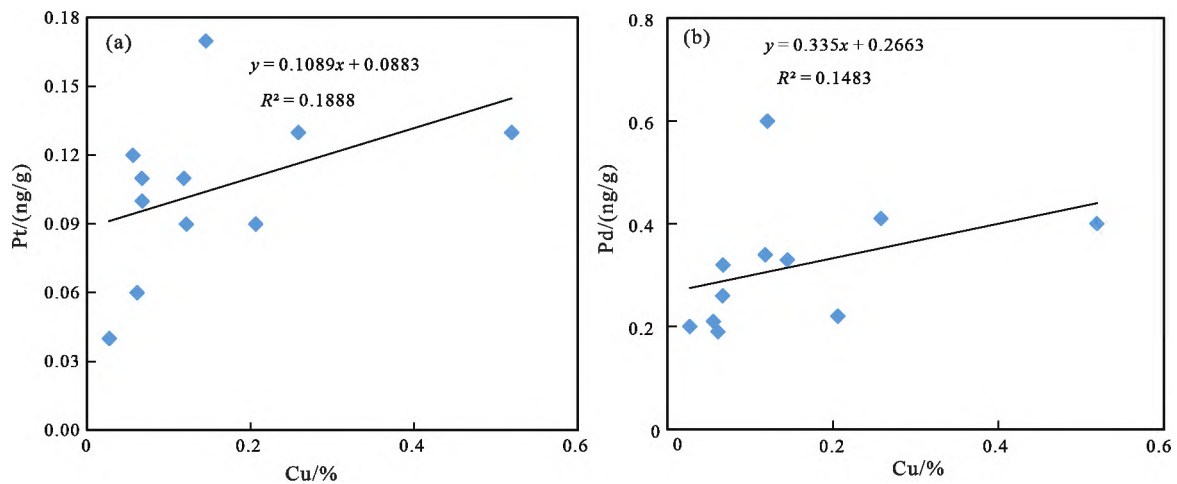 (a)
y = 0.1089x + 0.0883
R² = 0.1888
Pt/(ng/g)
0.18
0.15
0.12
0.09
0.06
0.03
0.00
0
0.2
0.4
0.6
Cu/%
(b)
y = 0.335x + 0.2663
R² = 0.1483
Pd/(ng/g)
0.8
0.6
0.4
0.2
0
0
0.2
0.4
0.6
Cu/%